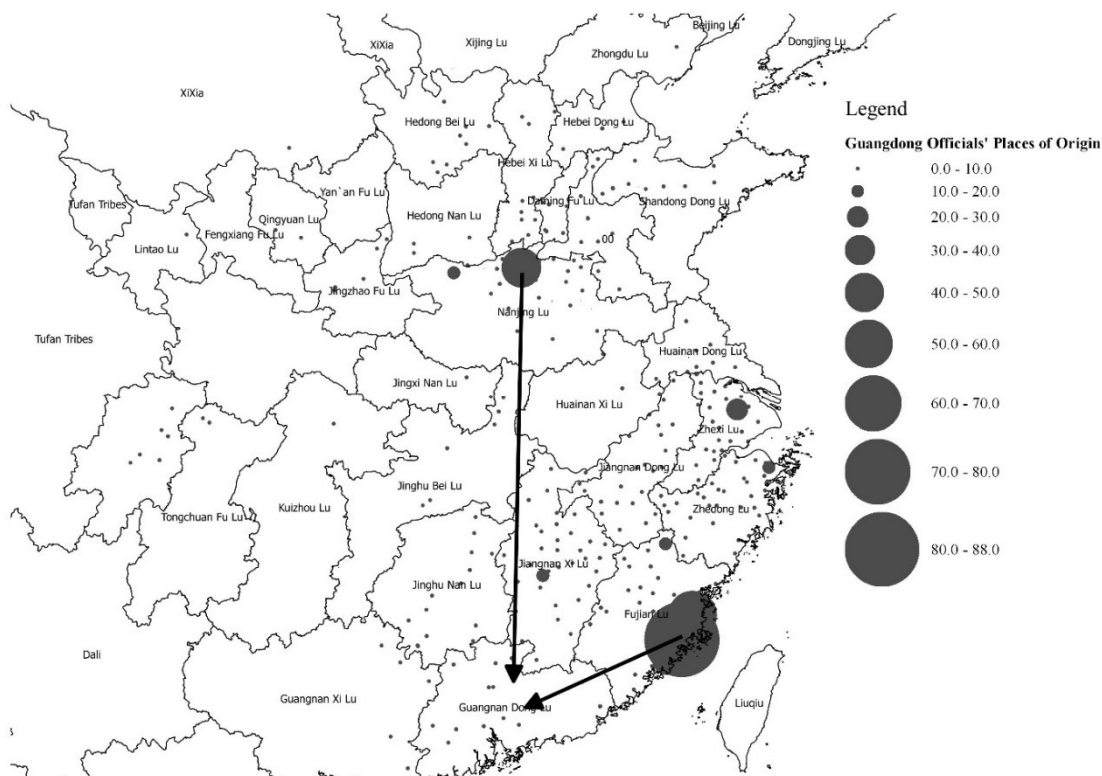 Beijing Lu
XiXia
Xijing Lu
Zhongdu Lu
Dongjing Lu
XiXia
Hedong Bei Lu
Hebei Dong Lu
Hebei Xi Lu
Yan`an Fu Lu
Tufan Tribes
Qingyuan Lu
Hedong Nan Lu
Daming Fu Lu
Shandong Dong Lu
Fengxiang Fu Lu
Lintao Lu
00
Jingzhao Fu Lu
Nanjing Lu
Tufan Tribes
Huainan Dong Lu
Jingxi Nan Lu
Huainan Xi Lu
Zhexi Lu
Jiangnan Dong Lu
Jinghu Bei Lu
Kuizhou Lu
Tongchuan Fu Lu
Zhedong Lu
Jiangnan Xi Lu
Jinghu Nan Lu
Fujian Lu
Dali
Guangnan Xi Lu
Guangnan Dong Lu
Liuqiu
Legend
Guangdong Officials' Places of Origin
0.0 - 10.0
10.0 - 20.0
20.0 - 30.0
30.0 - 40.0
40.0 - 50.0
50.0 - 60.0
60.0 - 70.0
70.0 - 80.0
80.0 - 88.0